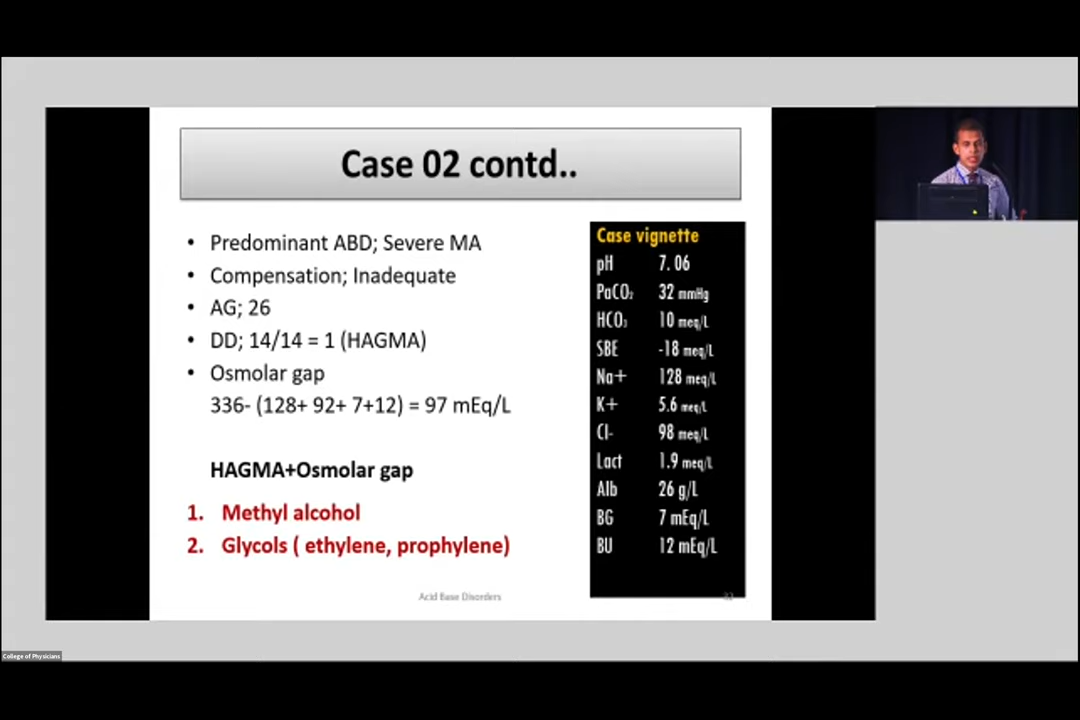 Case 02 contd..
• Predominant ABD; Severe MA
• Compensation; Inadequate
• AG; 26
• DD; 14/14 = 1 (HAGMA)
• Osmolar gap
336- (128+ 92+ 7+12) = 97 mEq/L
HAGMA+Osmolar gap
1. Methyl alcohol
2. Glycols ( ethylene, prophylene)
Case vignette
pH 7. 06
PaCO₂ 32 mmHg
HCO₃ 10 meq/L
SBE -18 meq/L
Na+ 128 meq/L
K+ 5.6 meq/L
Cl- 98 meq/L
Lact 1.9 meq/L
Alb 26 g/L
BG 7 mEq/L
BU 12 mEq/L
Acid Base Disorders
College of Physicians